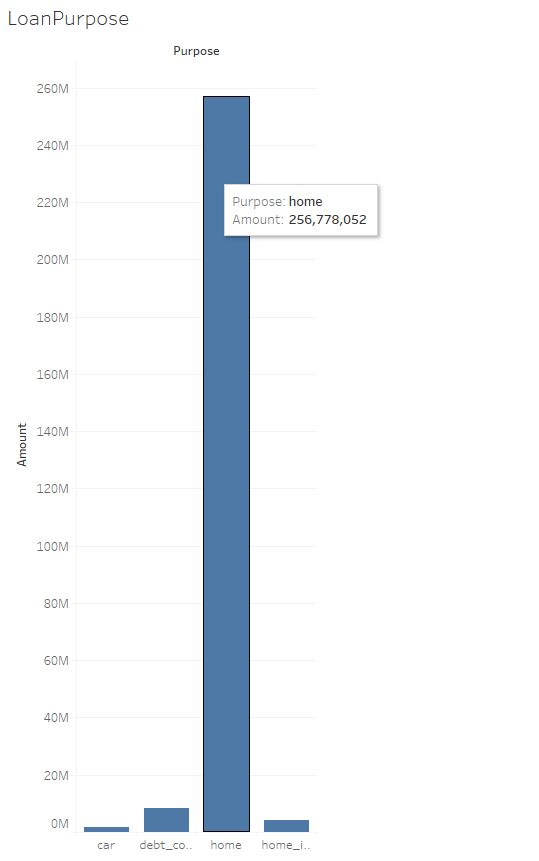 LoanPurpose
Purpose
260M
240M
220M
200M
180M
160M
140M
120M
100M
80M
60M
40M
20M
0M
Amount
Purpose: home
Amount: 256,778,052
car
debt_co..
home
home_i..